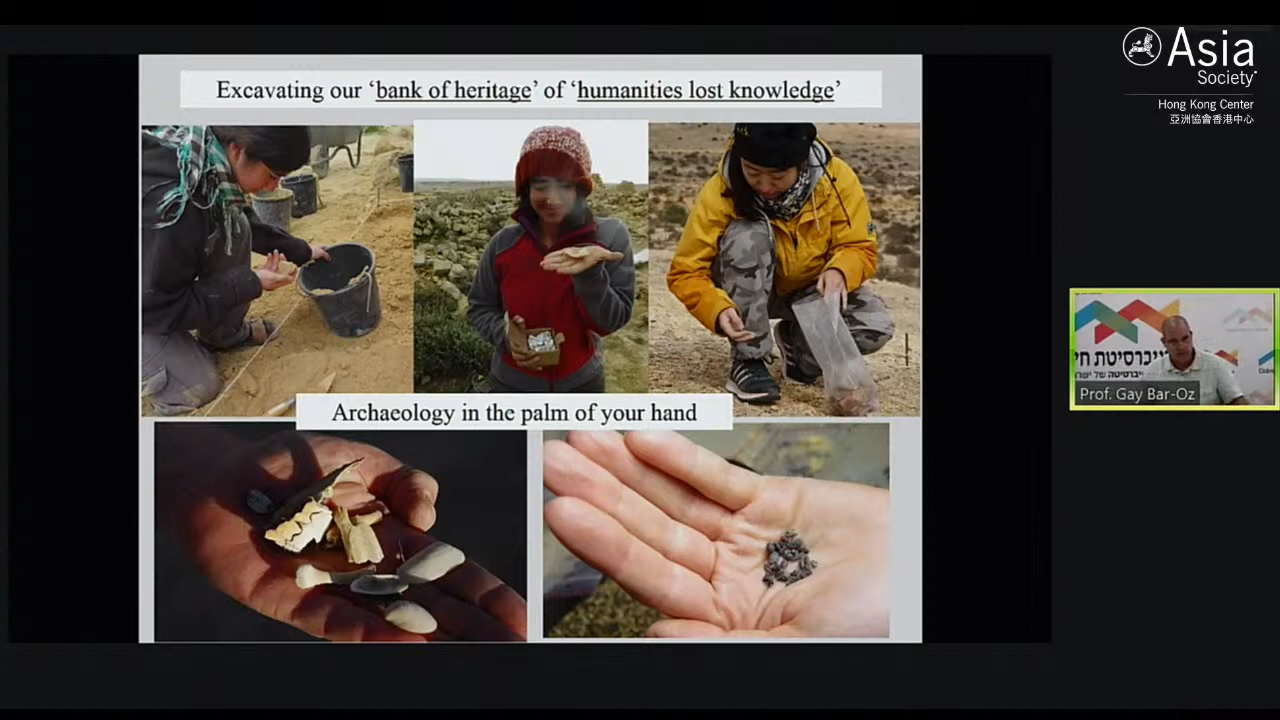 Asia
Society
Hong Kong Center
亞洲協會香港中心
Excavating our ‘bank of heritage’ of ‘humanities lost knowledge’
Archaeology in the palm of your hand
Prof. Gay Bar-Oz